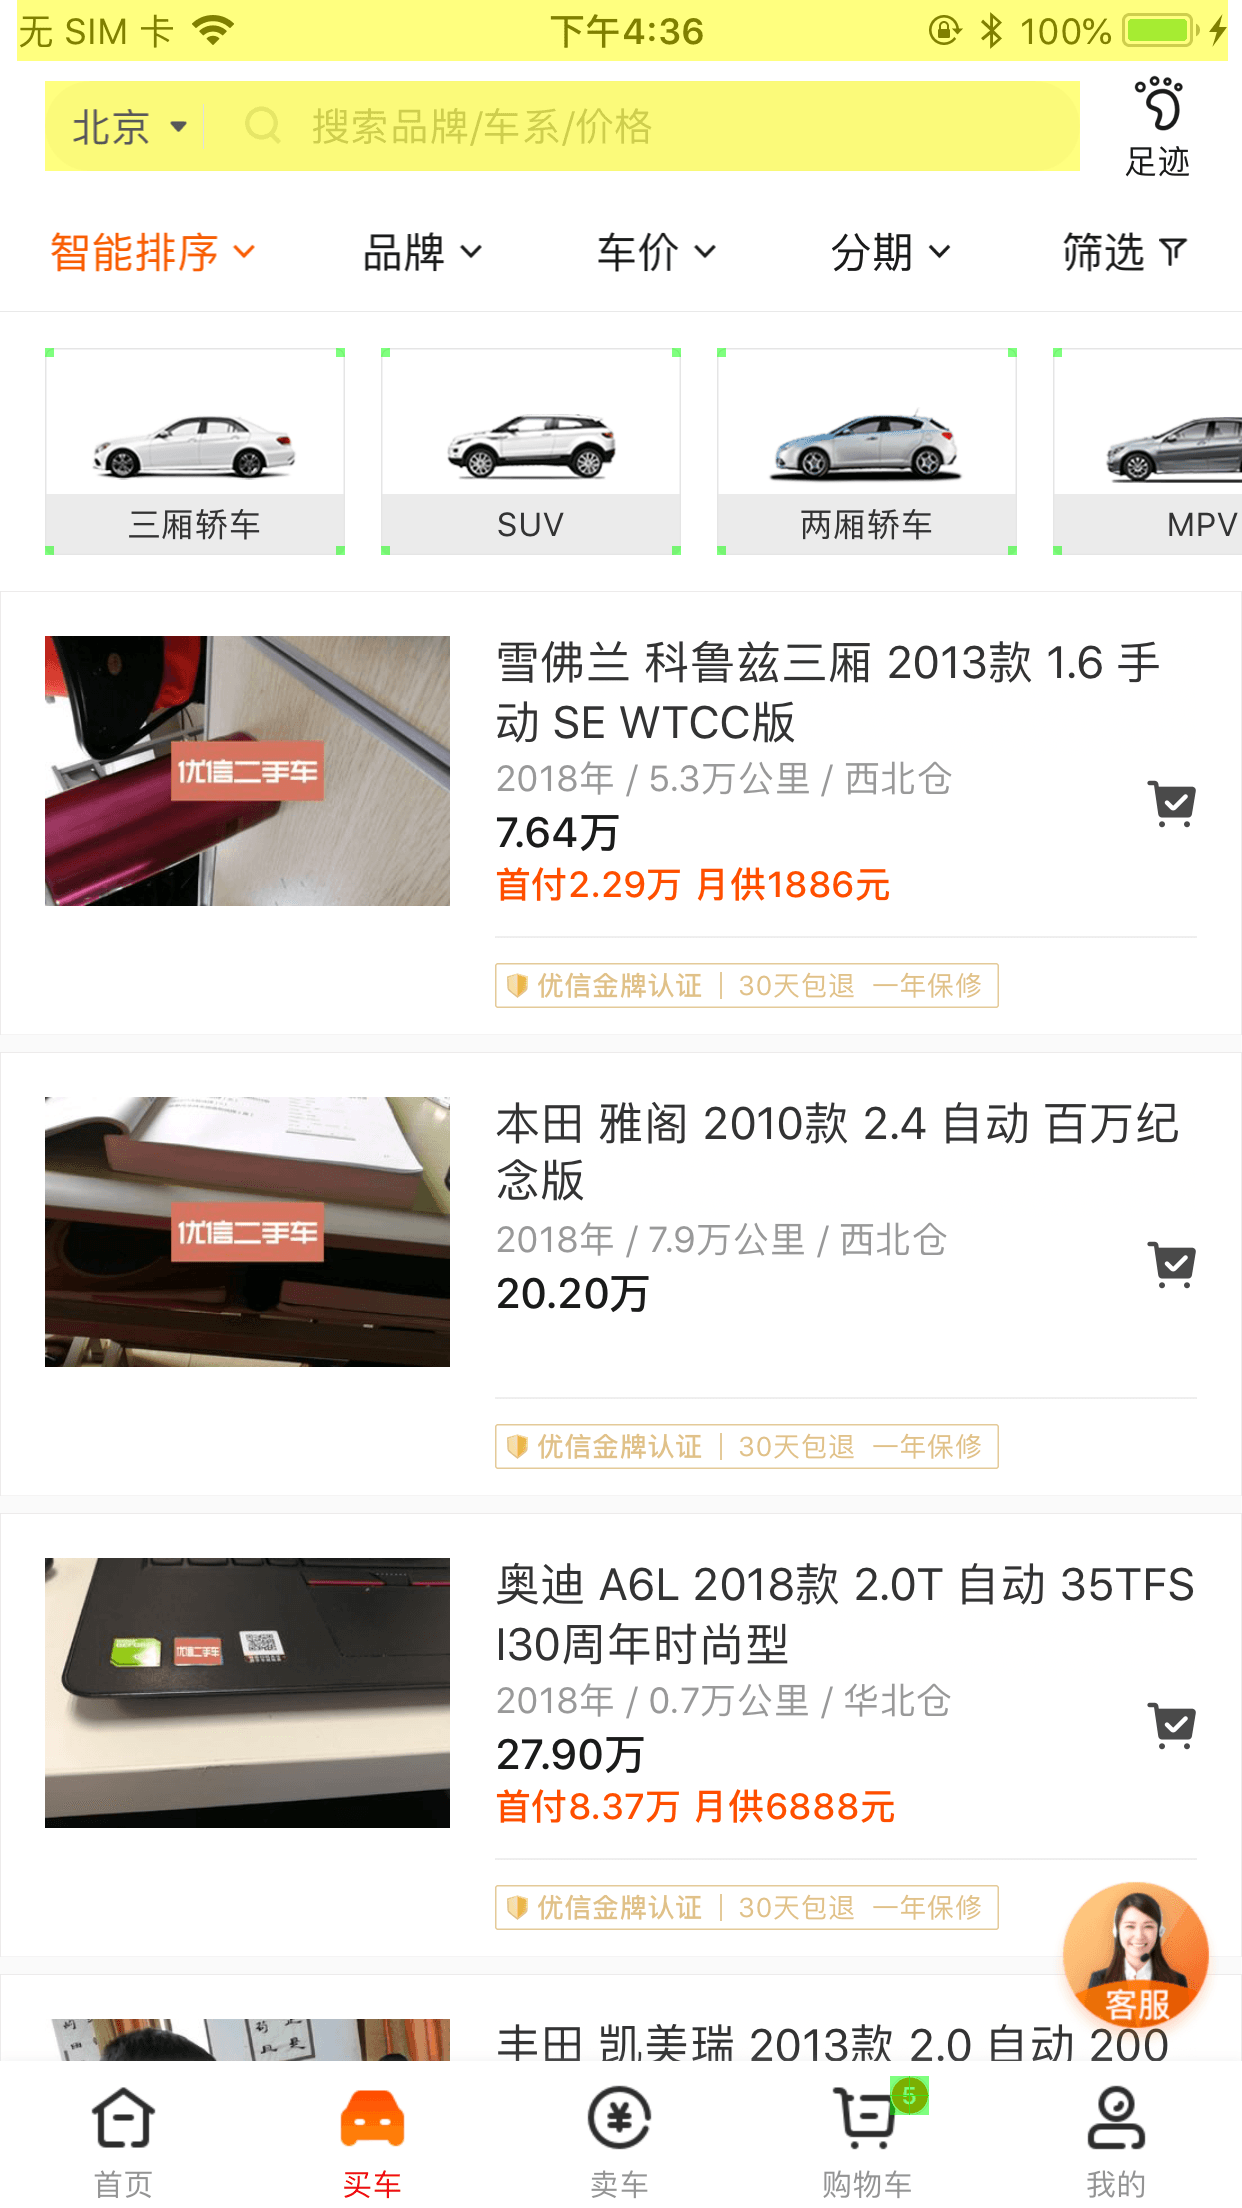 无 SIM 卡 下午4:36 100%
北京 搜索品牌/车系/价格
足迹
智能排序 品牌 车价 分期 筛选
三厢轿车 SUV 两厢轿车 MPV
雪佛兰 科鲁兹三厢 2013款 1.6 手
动 SE WTCC版
2018年 / 5.3万公里 / 西北仓
7.64万
首付2.29万 月供1886元
优信二手车
优信金牌认证 | 30天包退 一年保修
本田 雅阁 2010款 2.4 自动 百万纪
念版
2018年 / 7.9万公里 / 西北仓
20.20万
优信二手车
优信金牌认证 | 30天包退 一年保修
奥迪 A6L 2018款 2.0T 自动 35TFS
I30周年时尚型
2018年 / 0.7万公里 / 华北仓
27.90万
首付8.37万 月供6888元
优信二手车
优信金牌认证 | 30天包退 一年保修
客服
丰田 凯美瑞 2013款 2.0 自动 200
5
首页 买车 卖车 购物车 我的